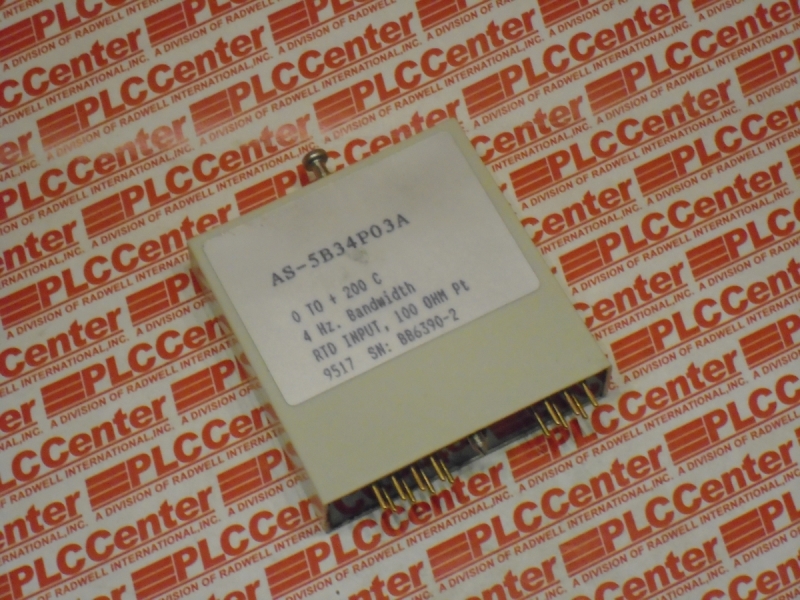 AS-5B34P03A
0 TO + 200 C
4 Hz. Bandwidth
RTD INPUT, 100 OHM Pt
9517 SN: BB6390-2
PLCCenter
A DIVISION OF RADWELL INTERNATIONAL, INC.